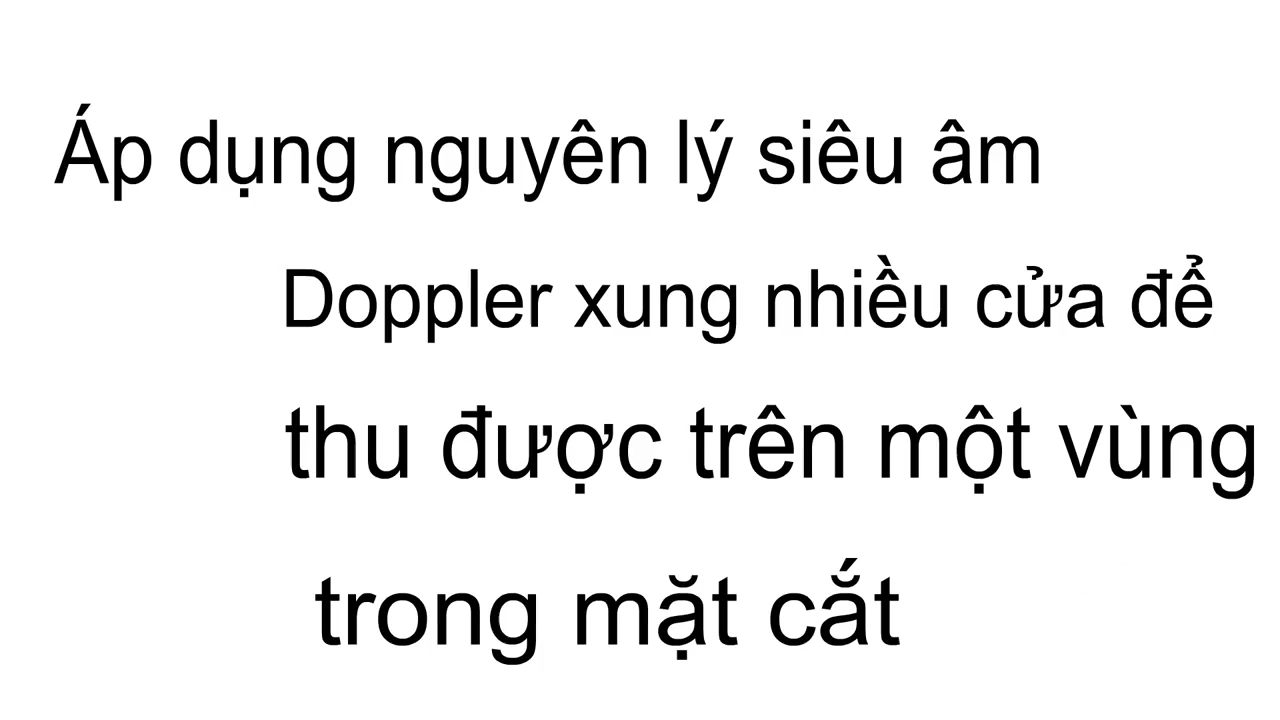 Áp dụng nguyên lý siêu âm
Doppler xung nhiều cửa để
thu được trên một vùng
trong mặt cắt